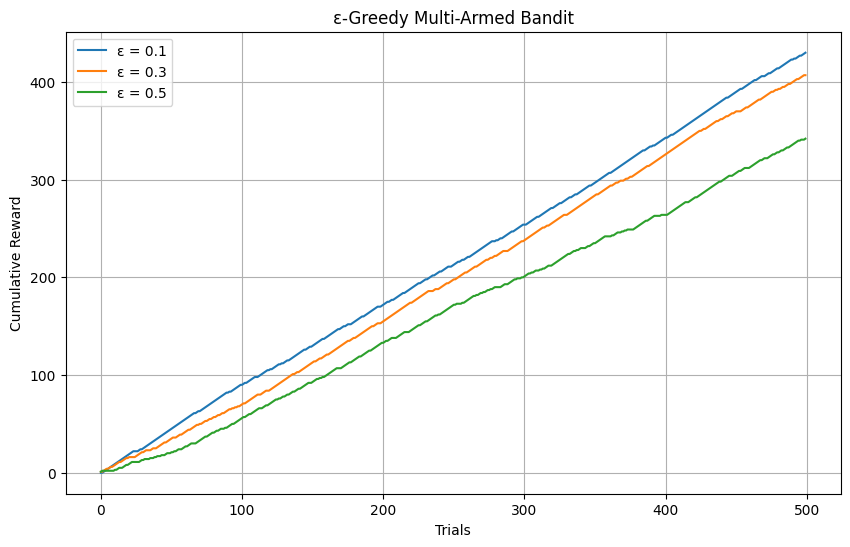 ε-Greedy Multi-Armed Bandit
ε = 0.1
ε = 0.3
ε = 0.5
400
300
200
100
0
Cumulative Reward
0 100 200 300 400 500
Trials